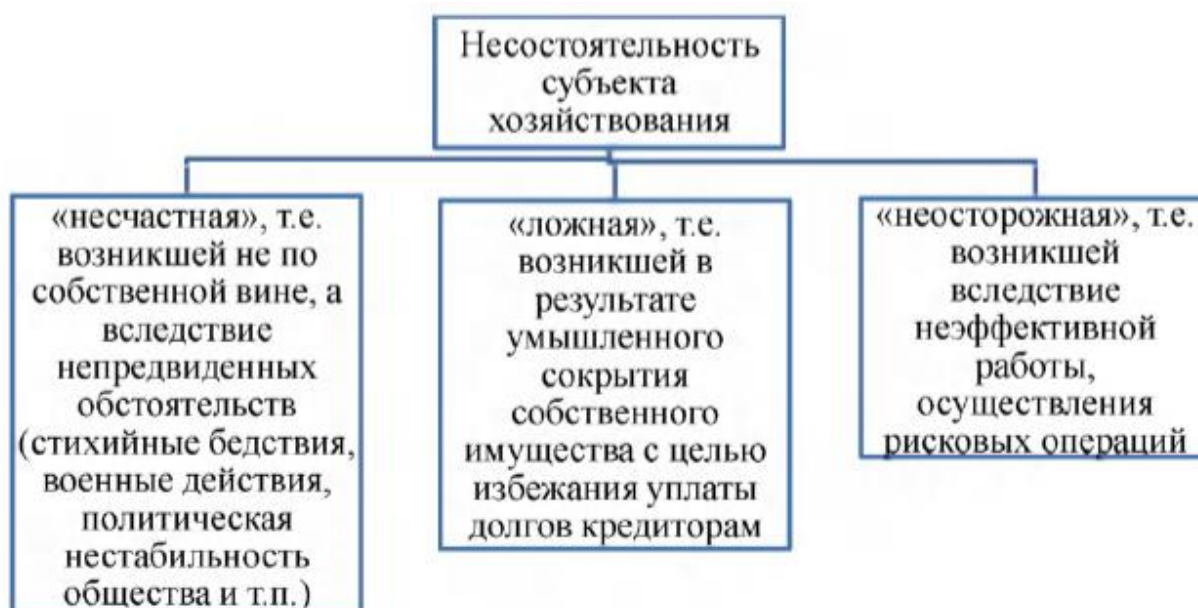 Несостоятельность
субъекта
хозяйствования
«несчастная», т.е.
возникшей не по
собственной вине, а
вследствие
непредвиденных
обстоятельств
(стихийные бедствия,
военные действия,
политическая
нестабильность
общества и т.п.)
«ложная», т.е.
возникшей в
результате
умышленного
сокрытия
собственного
имущества с целью
избежания уплаты
долгов кредиторам
«неосторожная», т.е.
возникшей
вследствие
неэффективной
работы,
осуществления
рисковых операций